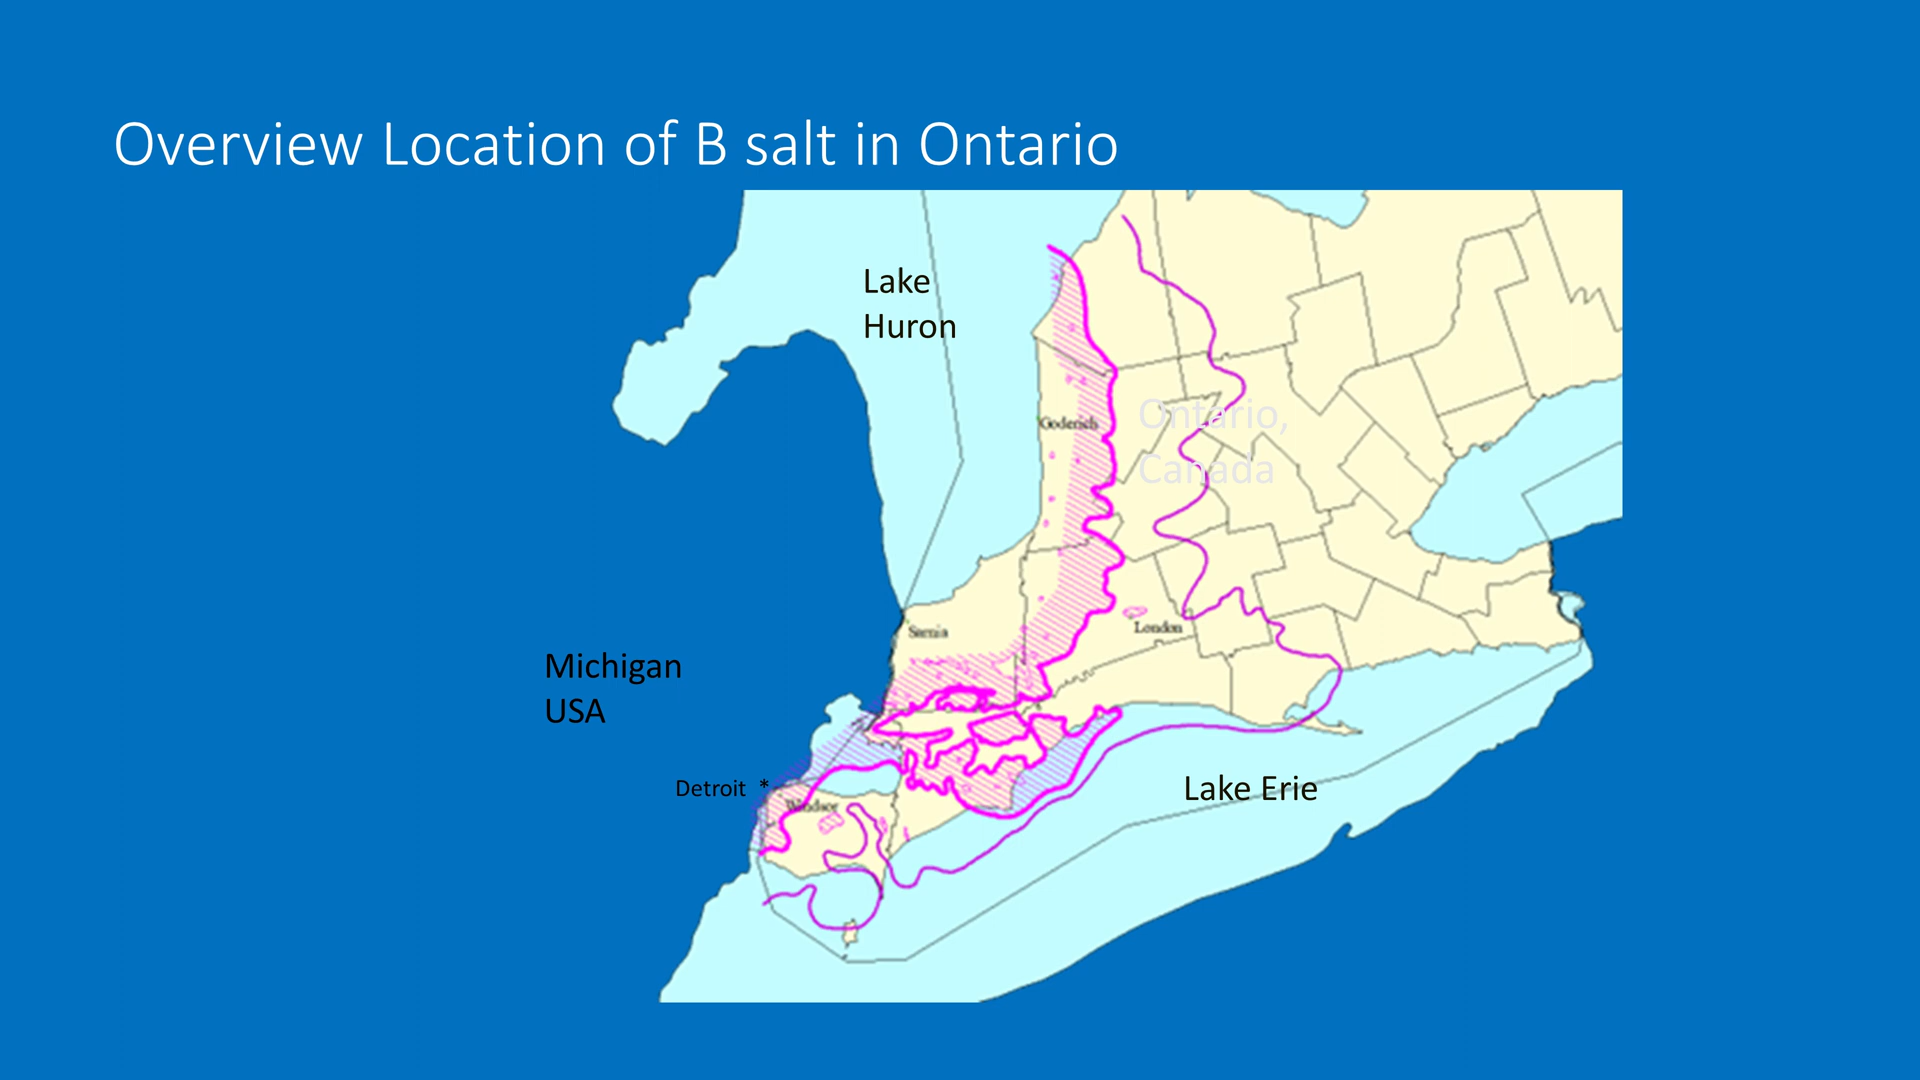 Overview Location of B salt in Ontario
Lake
Huron
Goderich
Ontario,
Canada
Sarnia
London
Michigan
USA
Detroit *
Windsor
Lake Erie